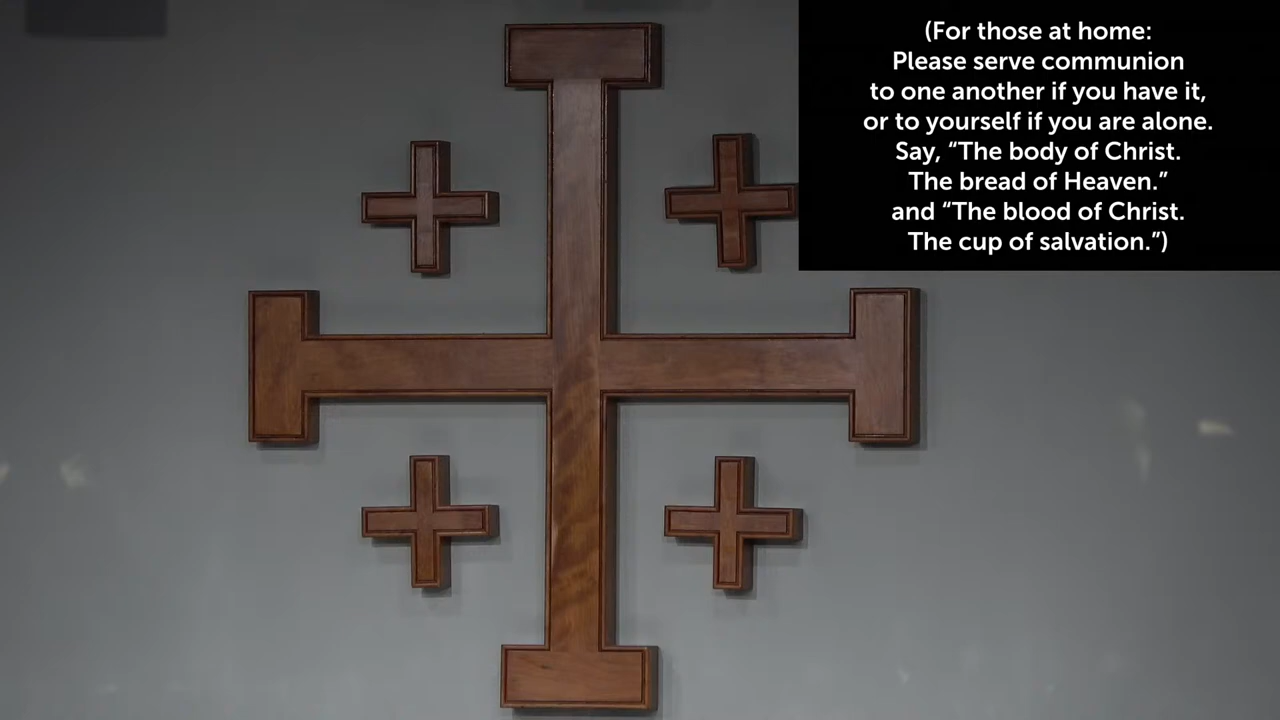 (For those at home:
Please serve communion
to one another if you have it,
or to yourself if you are alone.
Say, “The body of Christ.
The bread of Heaven.”
and “The blood of Christ.
The cup of salvation.”)